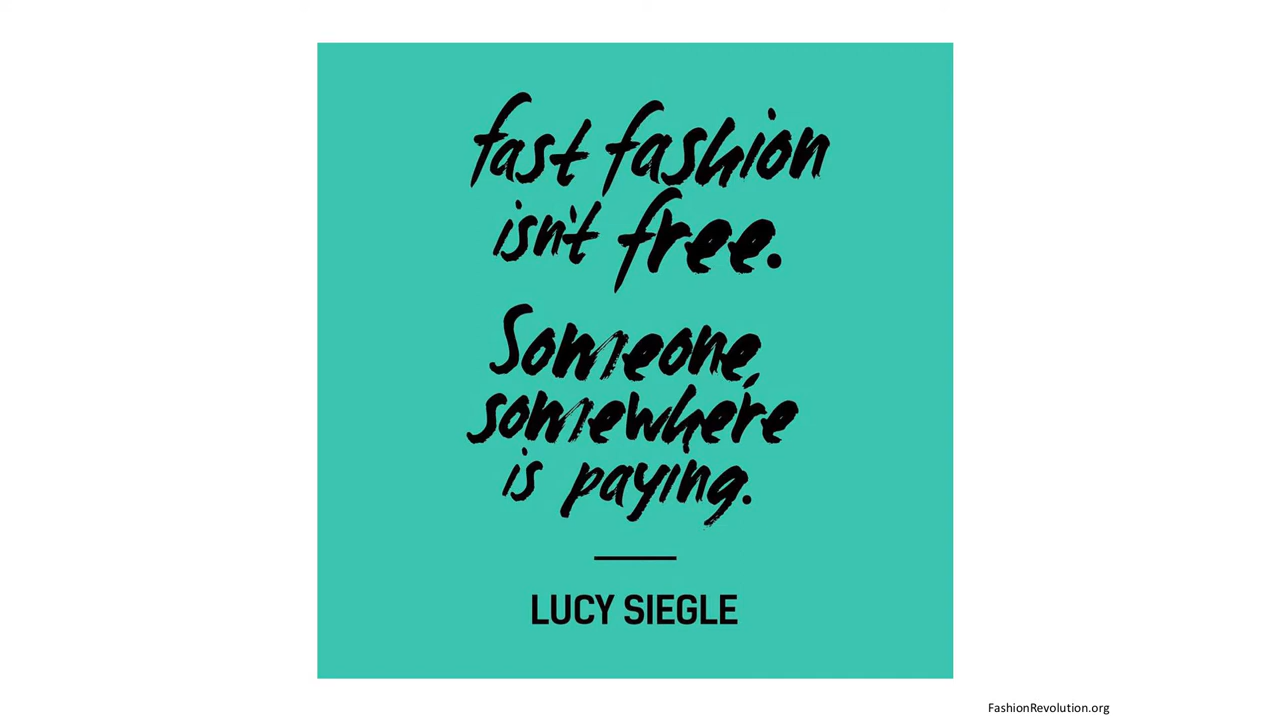 fast fashion
isn't free.
Someone,
somewhere
is paying.
LUCY SIEGLE
FashionRevolution.org